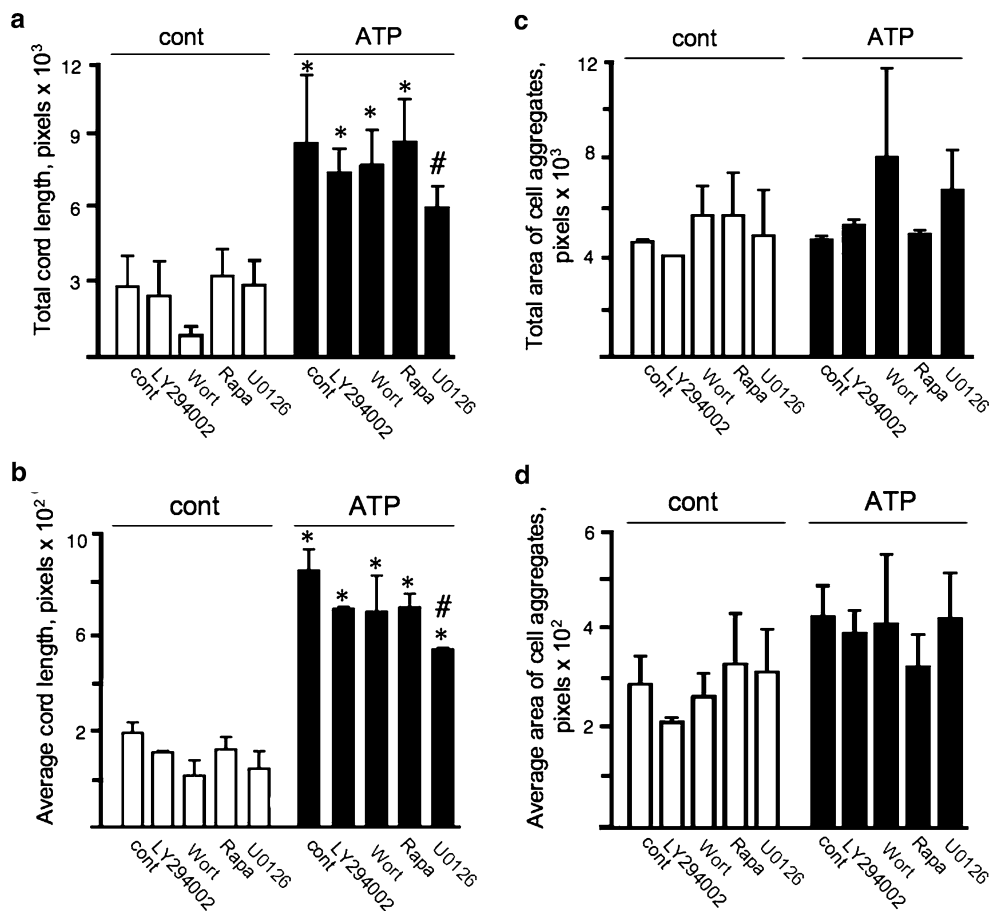 a
cont
ATP
Total cord length, pixels x 10³
12
9
6
3
* * * * #
cont
LY294002
Wort
Rapa
U0126
cont
LY294002
Wort
Rapa
U0126
b
cont
ATP
Average cord length, pixels x 10²
10
6
2
* * * * # *
cont
LY294002
Wort
Rapa
U0126
cont
LY294002
Wort
Rapa
U0126
c
cont
ATP
Total area of cell aggregates,
pixels x 10³
12
8
4
cont
LY294002
Wort
Rapa
U0126
cont
LY294002
Wort
Rapa
U0126
d
cont
ATP
Average area of cell aggregates,
pixels x 10²
6
4
2
cont
LY294002
Wort
Rapa
U0126
cont
LY294002
Wort
Rapa
U0126